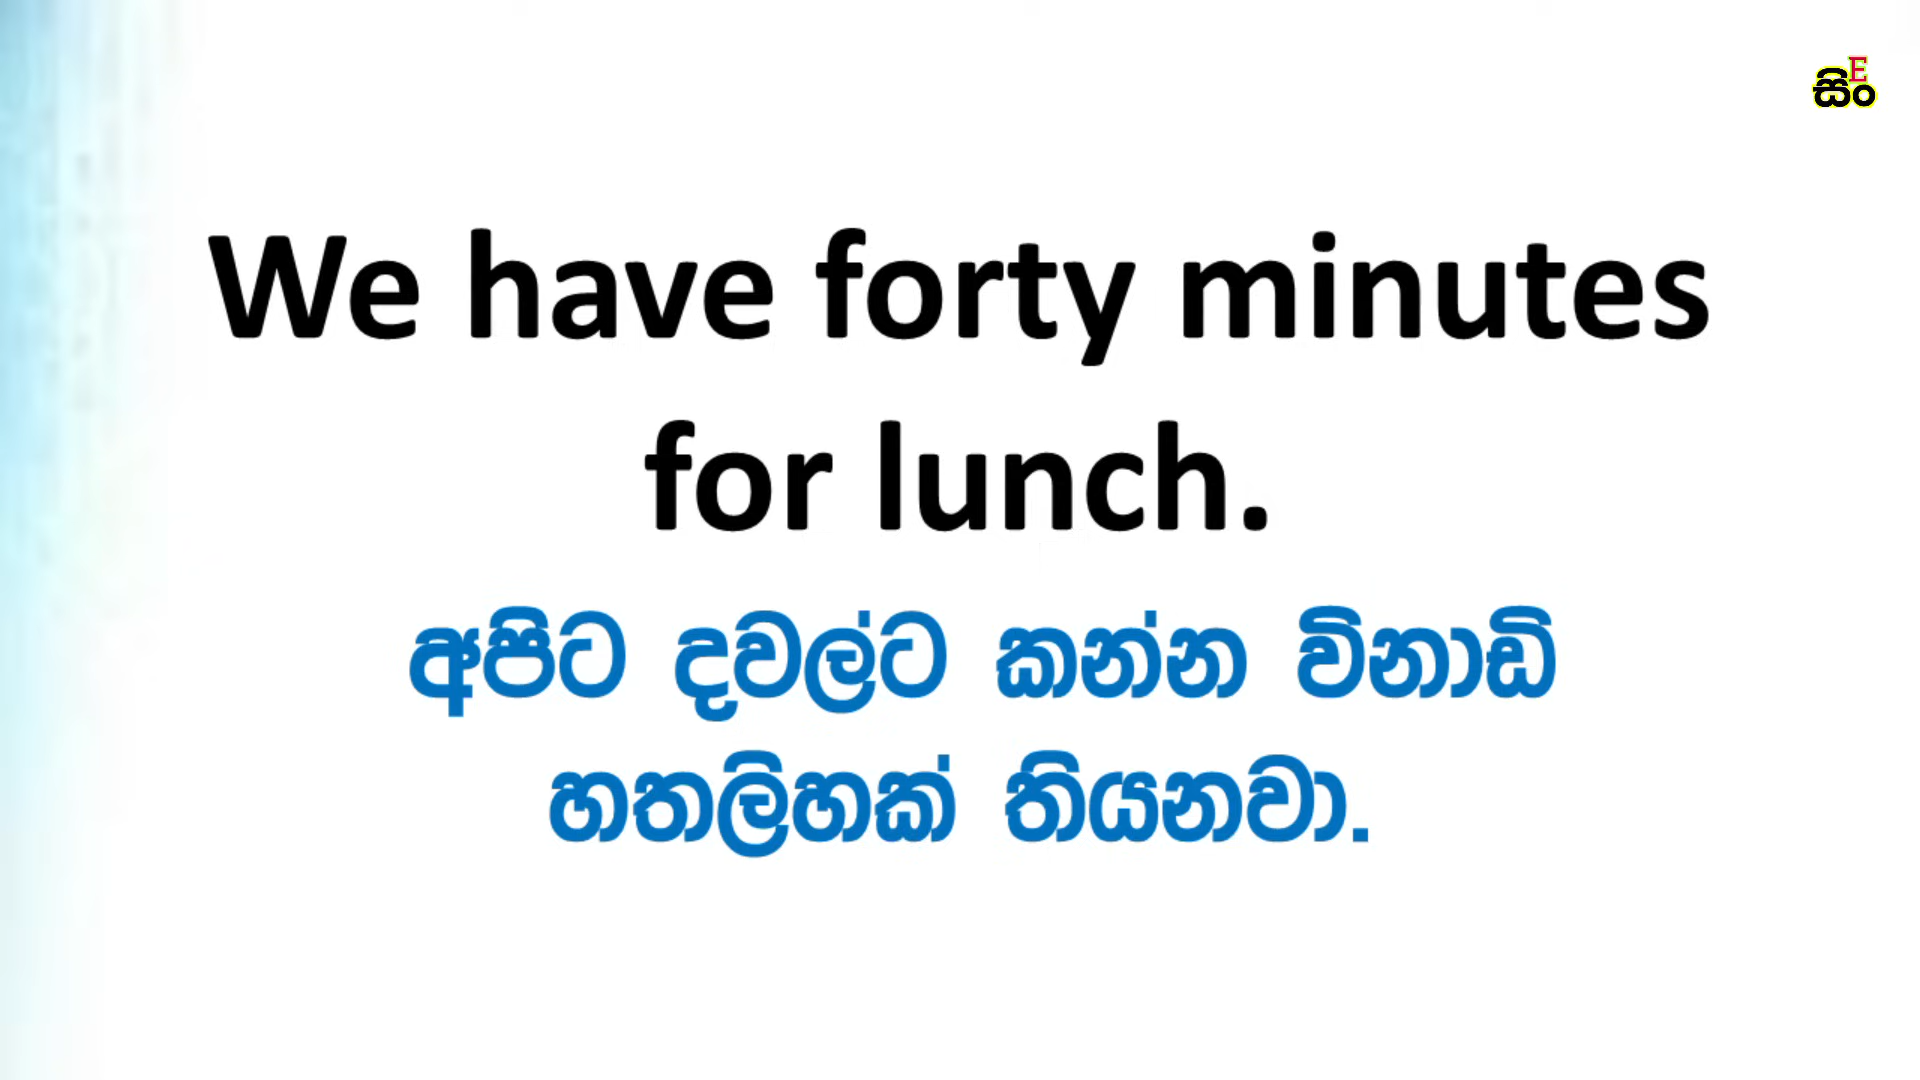 E
සිං
We have forty minutes
for lunch.
අපිට දවල්ට කන්න විනාඩි
හතලිහක් තියනවා.